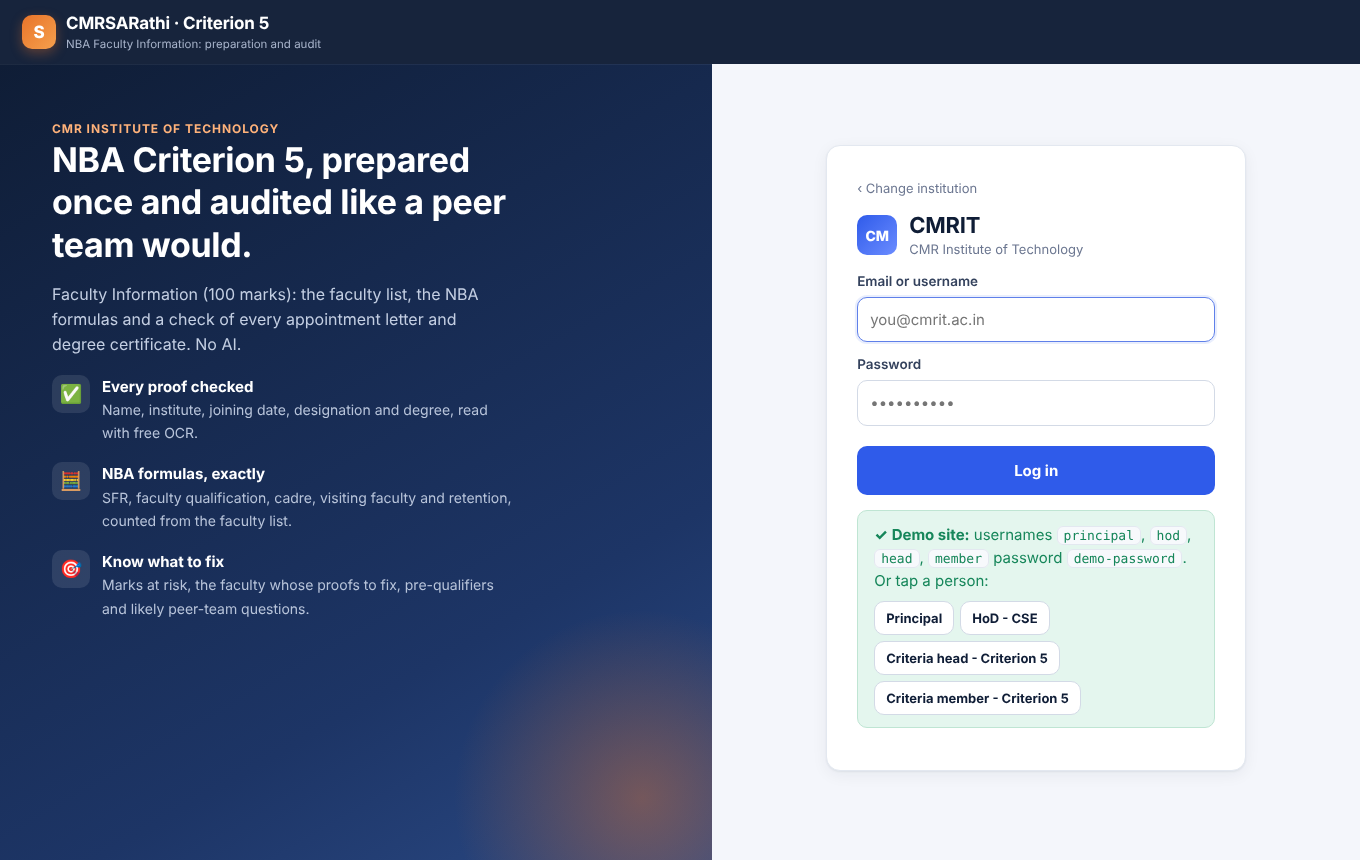 S
CMRSARathi · Criterion 5
NBA Faculty Information: preparation and audit
CMR INSTITUTE OF TECHNOLOGY
NBA Criterion 5, prepared
once and audited like a peer
team would.
Faculty Information (100 marks): the faculty list, the NBA
formulas and a check of every appointment letter and
degree certificate. No AI.
Every proof checked
Name, institute, joining date, designation and degree, read
with free OCR.
NBA formulas, exactly
SFR, faculty qualification, cadre, visiting faculty and retention,
counted from the faculty list.
Know what to fix
Marks at risk, the faculty whose proofs to fix, pre-qualifiers
and likely peer-team questions.
‹ Change institution
CM
CMRIT
CMR Institute of Technology
Email or username
you@cmrit.ac.in
Password
••••••••••
Log in
✓ Demo site: usernames principal, hod,
head, member password demo-password.
Or tap a person:
Principal
HoD - CSE
Criteria head - Criterion 5
Criteria member - Criterion 5